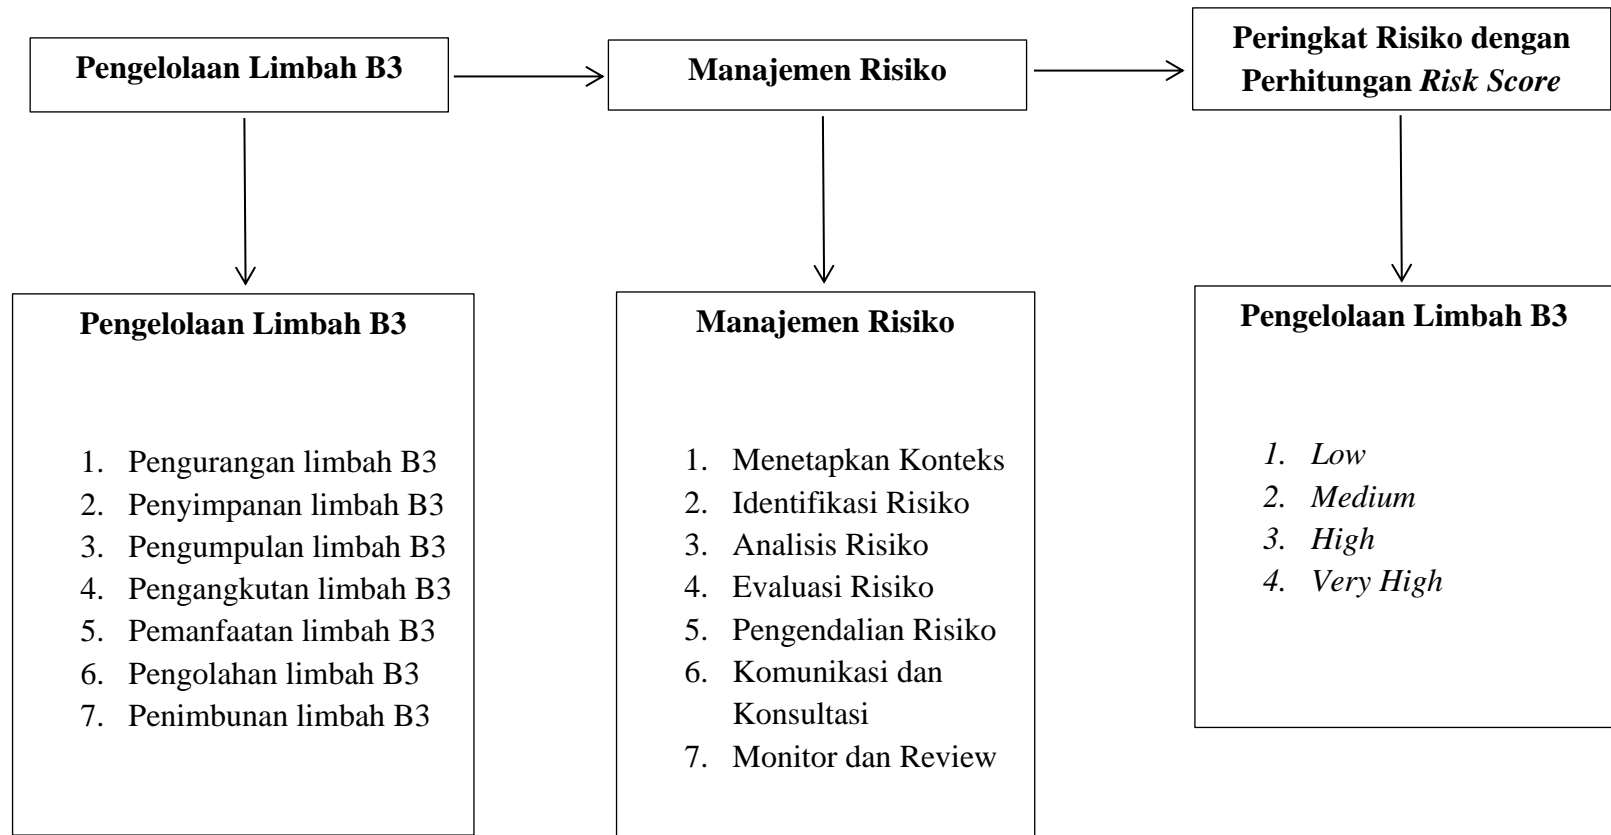 Pengelolaan Limbah B3
Manajemen Risiko
Peringkat Risiko dengan
Perhitungan Risk Score
Pengelolaan Limbah B3
1. Pengurangan limbah B3
2. Penyimpanan limbah B3
3. Pengumpulan limbah B3
4. Pengangkutan limbah B3
5. Pemanfaatan limbah B3
6. Pengolahan limbah B3
7. Penimbunan limbah B3
Manajemen Risiko
1. Menetapkan Konteks
2. Identifikasi Risiko
3. Analisis Risiko
4. Evaluasi Risiko
5. Pengendalian Risiko
6. Komunikasi dan
Konsultasi
7. Monitor dan Review
Pengelolaan Limbah B3
1. Low
2. Medium
3. High
4. Very High